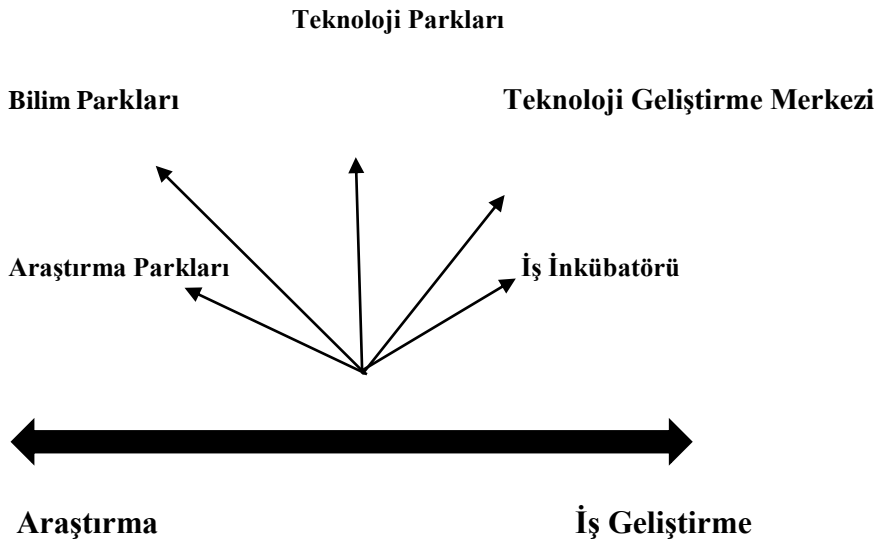 Teknoloji Parkları
Bilim Parkları
Teknoloji Geliştirme Merkezi
Araştırma Parkları
İş İnkübatörü
Araştırma
İş Geliştirme